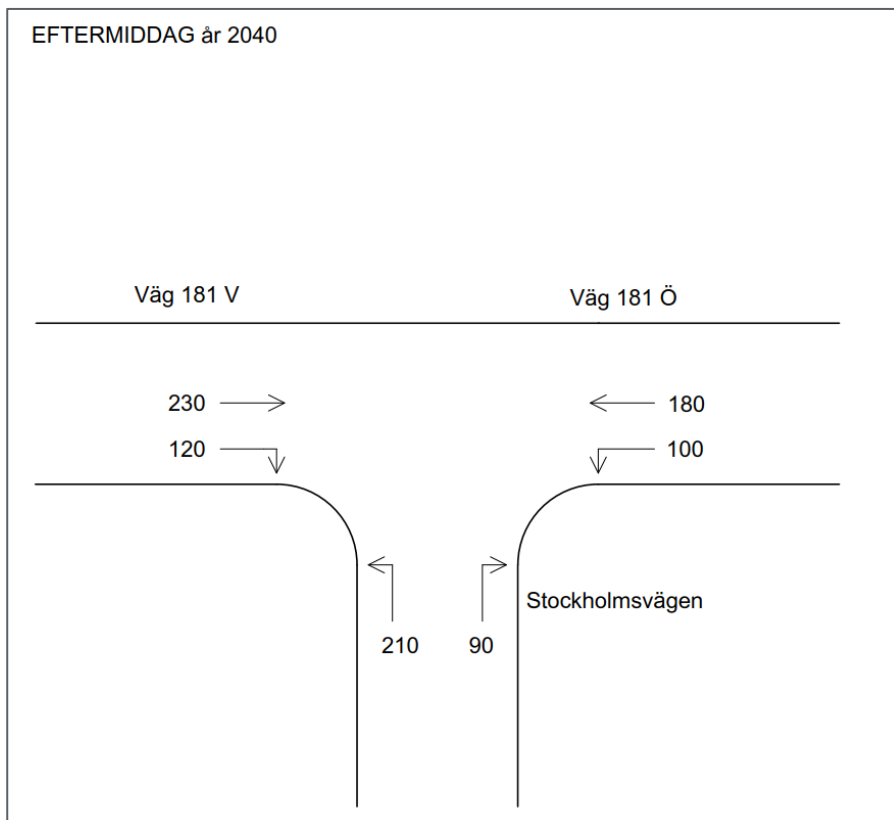 EFTERMIDDAG år 2040
Väg 181 V
Väg 181 Ö
230
180
120
100
Stockholmsvägen
210
90